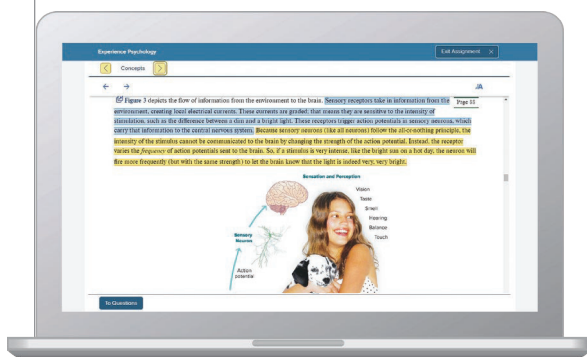 Experience Psychology
Exit Assignment X
Concepts
Figure 3 depicts the flow of information from the environment to the brain. Sensory receptors take in information from the
Page 55
environment, creating local electrical currents. These currents are graded; that means they are sensitive to the intensity of
stimulation, such as the difference between a dim and a bright light. These receptors trigger action potentials in sensory neurons, which
carry that information to the central nervous system. Because sensory neurons (like all neurons) follow the all-or-nothing principle, the
intensity of the stimulus cannot be communicated to the brain by changing the strength of the action potential. Instead, the receptor
varies the frequency of action potentials sent to the brain. So, if a stimulus is very intense, like the bright sun on a hot day, the neuron will
fire more frequently (but with the same strength) to let the brain know that the light is indeed very, very bright.
Sensation and Perception
Vision
Taste
Smell
Hearing
Balance
Touch
Sensory
Neurons
Action
potential
To Questions